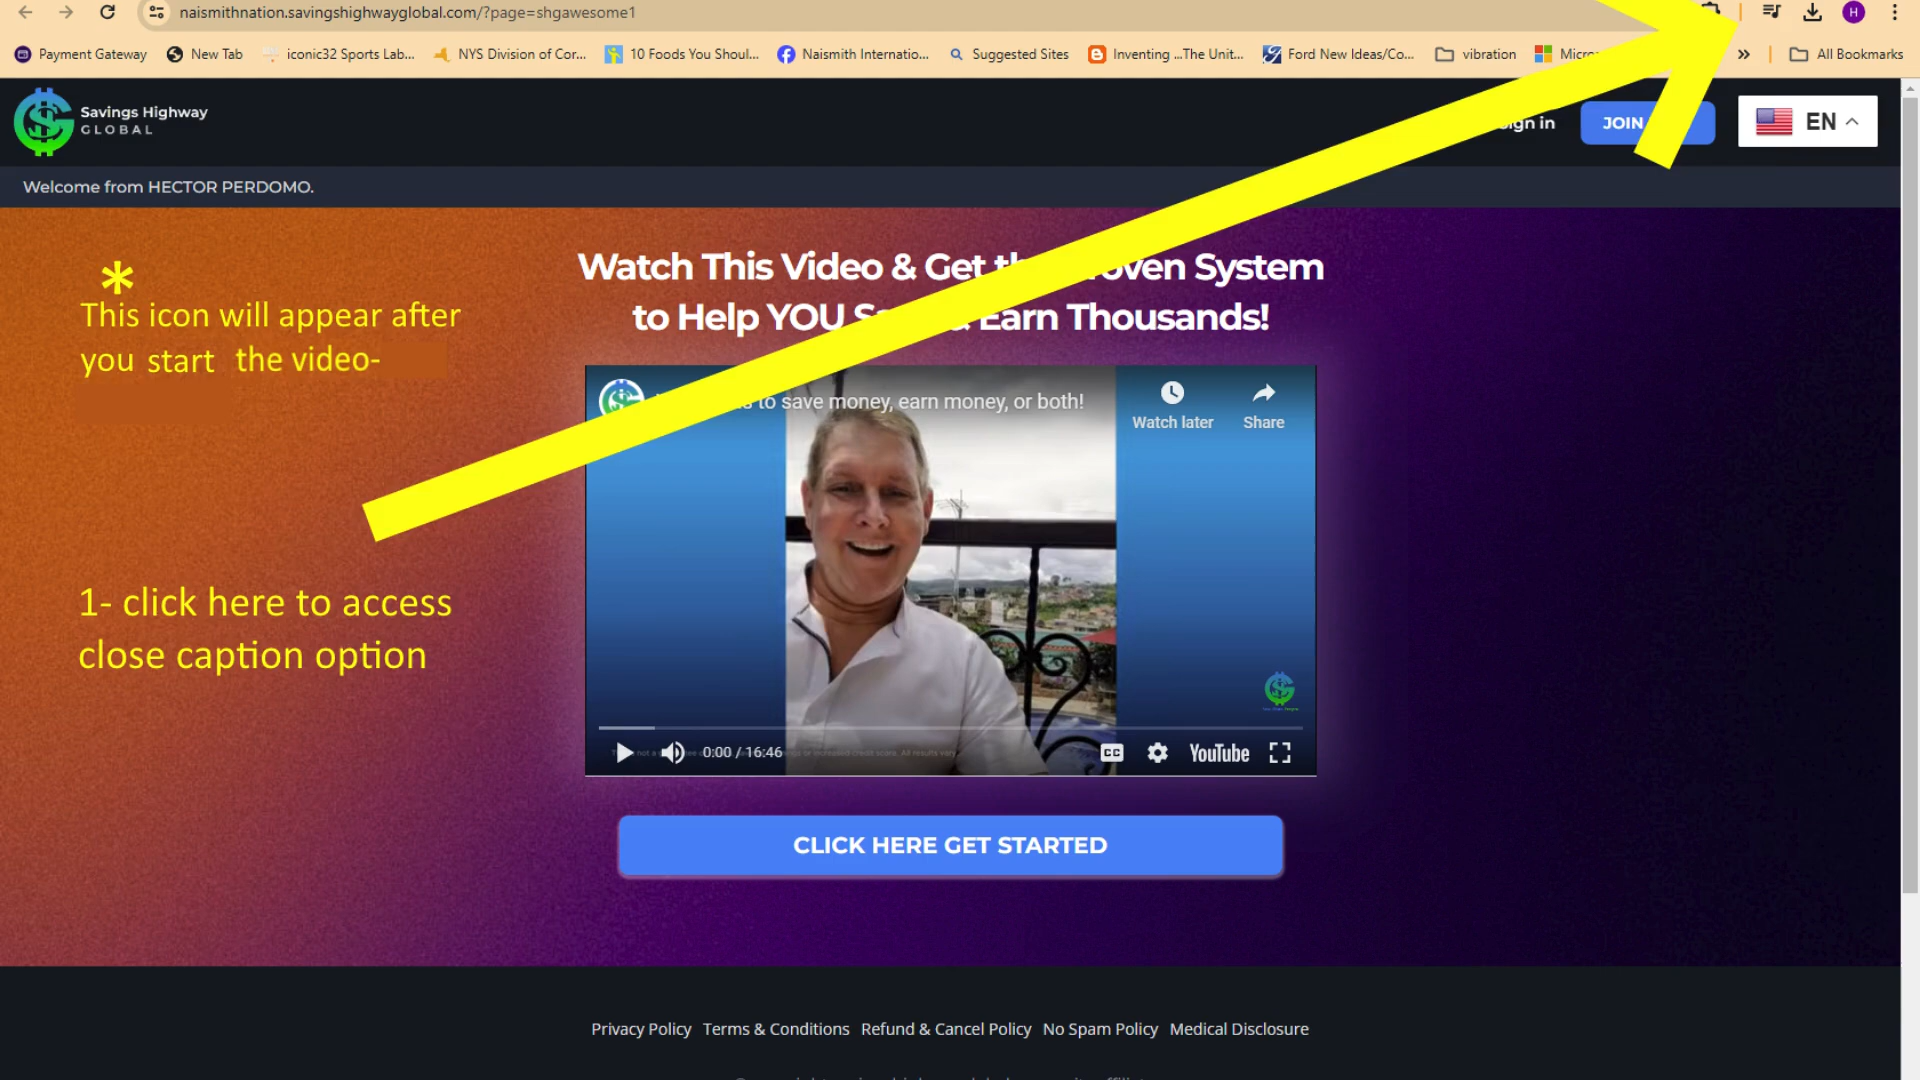 naismithnation.savingshighwayglobal.com/?page=shgawesome1
H
Payment Gateway
New Tab
iconic32 Sports Lab...
NYS Division of Cor...
10 Foods You Shoul...
Naismith Internatio...
Suggested Sites
Inventing ...The Unit...
Ford New Ideas/Co...
vibration
»
All Bookmarks
Savings Highway
GLOBAL
in
JOIN
EN
Welcome from HECTOR PERDOMO.
Watch This Video & Get System
to Help YOU Earn Thousands!
*
This icon will appear after
you start the video-
to save money, earn money, or both!
Watch later
Share
1- click here to access
close caption option
0:00 / 16:46
CC
YouTube
CLICK HERE GET STARTED
Privacy Policy Terms & Conditions Refund & Cancel Policy No Spam Policy Medical Disclosure